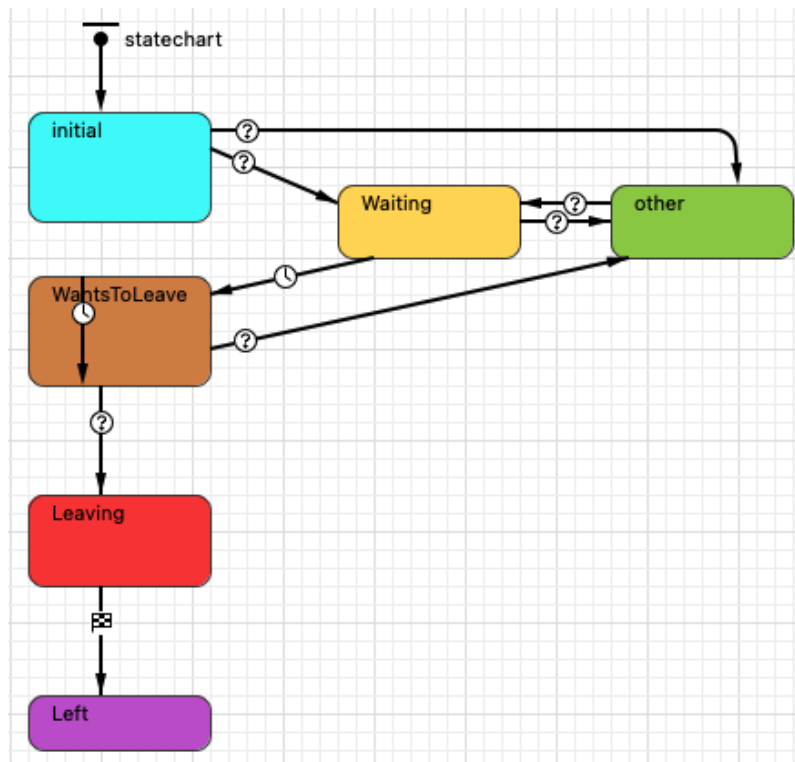 statechart
initial
Waiting
other
WantsToLeave
Leaving
Left